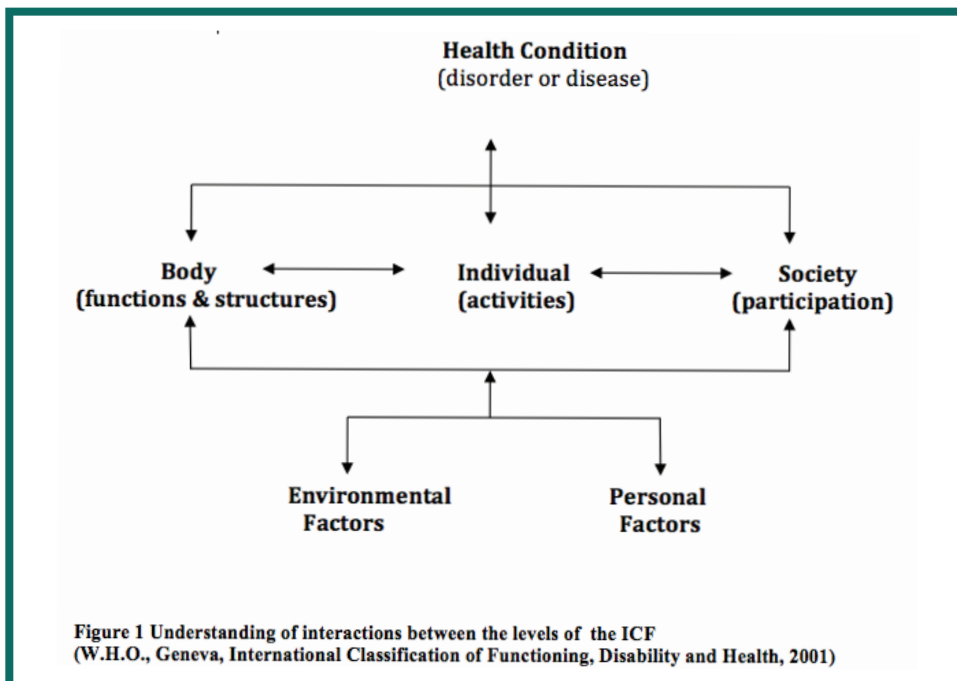 Health Condition
(disorder or disease)
Body
(functions & structures)
Individual
(activities)
Society
(participation)
Environmental
Factors
Personal
Factors
Figure 1 Understanding of interactions between the levels of the ICF
(W.H.O., Geneva, International Classification of Functioning, Disability and Health, 2001)